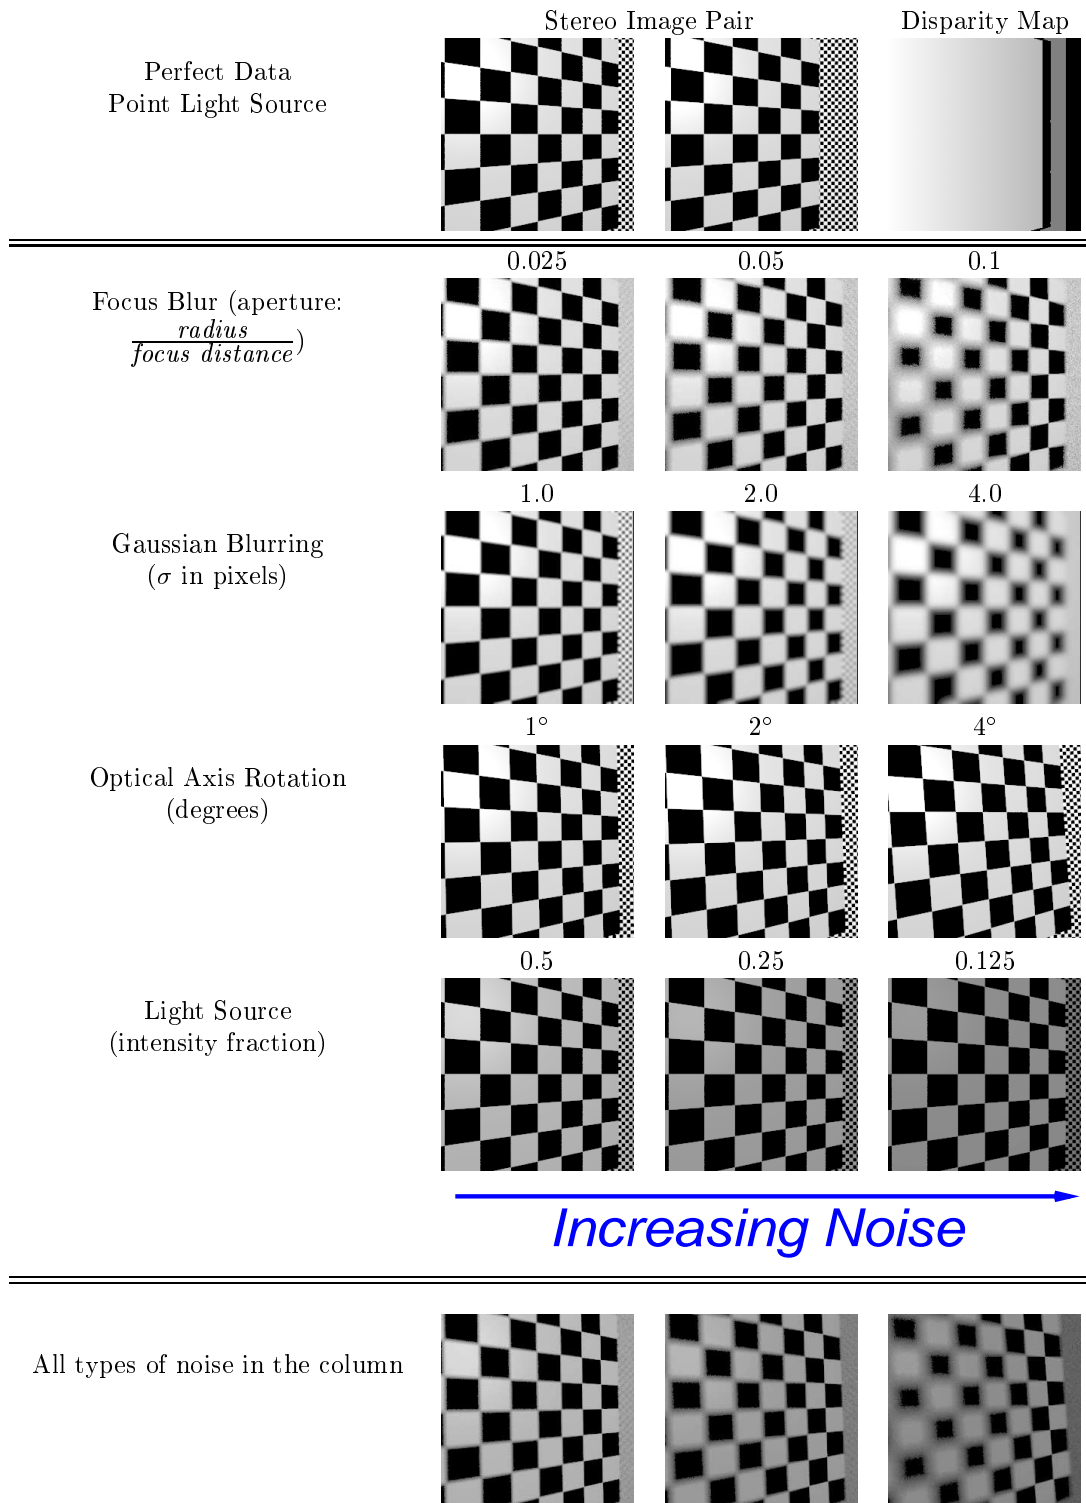 Stereo Image Pair Disparity Map
Perfect Data
Point Light Source
0.025 0.05 0.1
Focus Blur (aperture:
radius
focus distance)
1.0 2.0 4.0
Gaussian Blurring
(σ in pixels)
1° 2° 4°
Optical Axis Rotation
(degrees)
0.5 0.25 0.125
Light Source
(intensity fraction)
Increasing Noise
All types of noise in the column